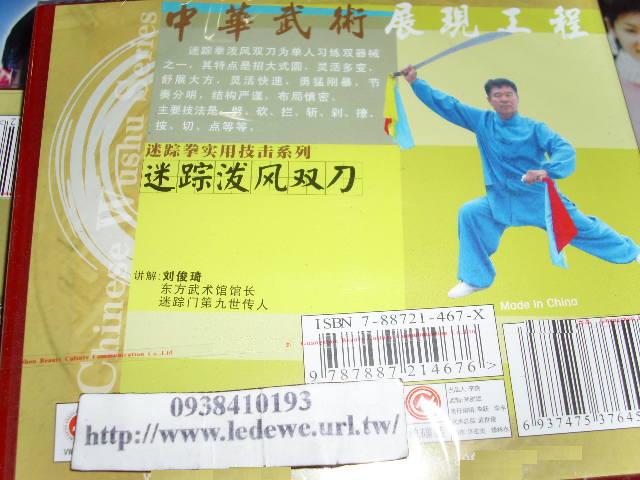 中華武術展現工程
迷踪拳泼风双刀为单人习练双器械
之一，其特点是招大式圆、灵活多变、
舒展大方，灵活快速，勇猛刚暴，节
奏分明，结构严谨，布局慎密。
主要技法是：劈、砍、拦、斩、剁、撩、
按、切、点等等。
迷踪拳实用技击系列
迷踪泼风双刀
讲解:刘俊琦
东方武术馆馆长
迷踪门第九世传人
Chinese Wushu Series
Made in China
ISBN 7-88721-467-X
9 787887 214676 >
6 937475 37645
0938410193
http://www.ledewe.url.tw/